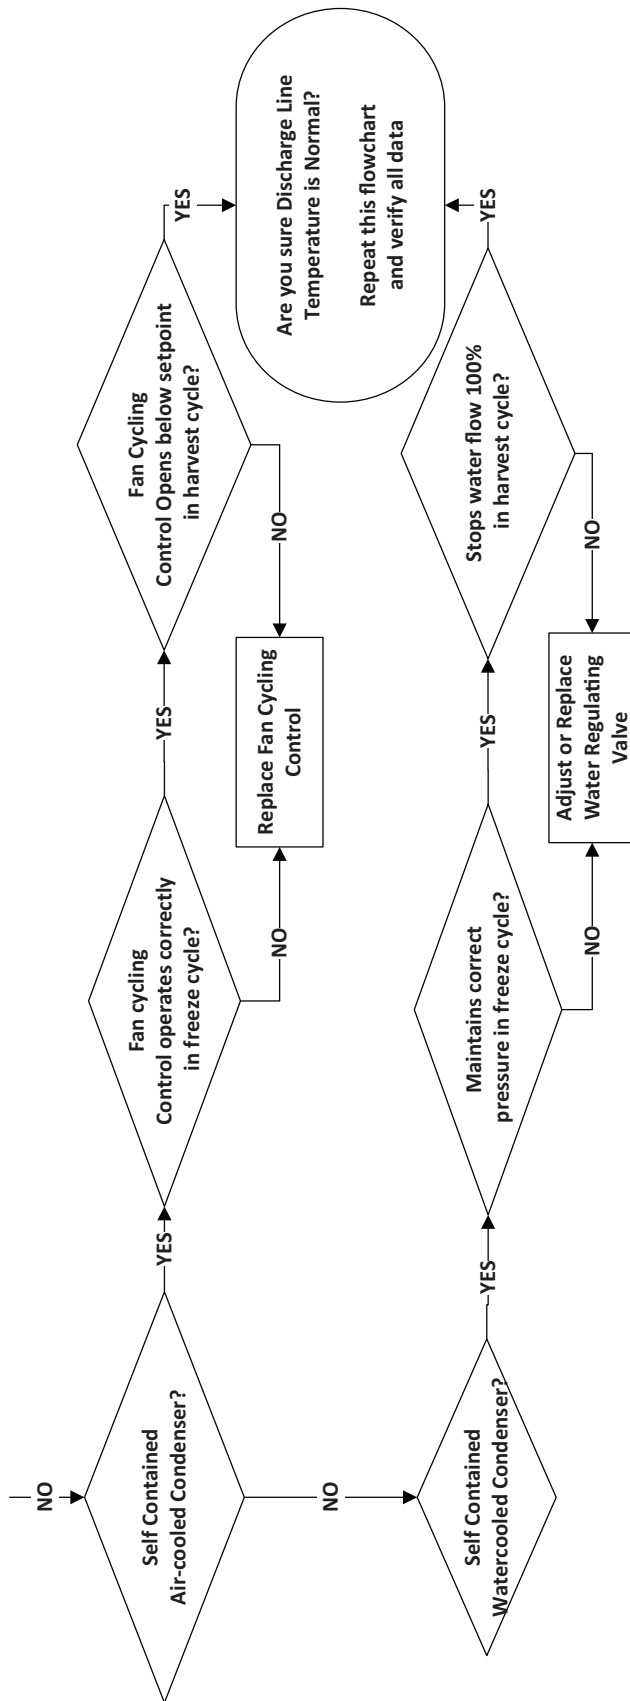 NO
Self Contained
Air-cooled Condenser?
YES
Fan cycling
Control operates correctly
in freeze cycle?
YES
Fan Cycling
Control Opens below setpoint
in harvest cycle?
YES
NO
NO
Replace Fan Cycling
Control
NO
Are you sure Discharge Line
Temperature is Normal?
Repeat this flowchart
and verify all data
Self Contained
Watercooled Condenser?
YES
Maintains correct
pressure in freeze cycle?
YES
Stops water flow 100%
in harvest cycle?
YES
NO
Adjust or Replace
Water Regulating
Valve
NO